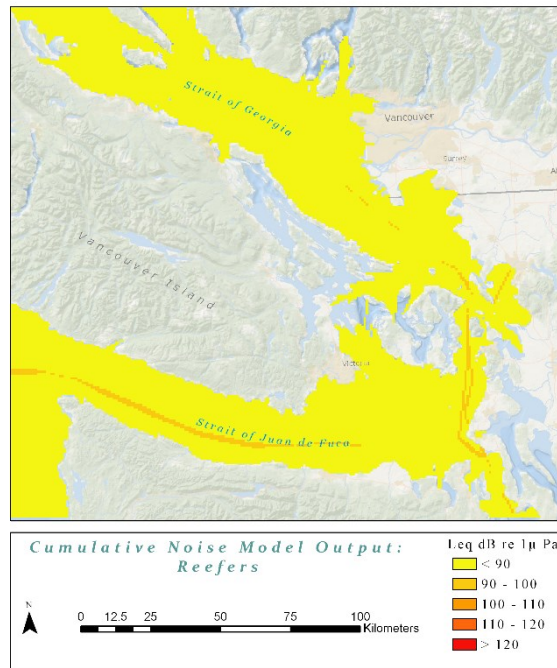 Strait of Georgia
Vancouver
Surrey
Vancouver Island
Victoria
Strait of Juan de Fuca
Cumulative Noise Model Output:
Reefers
N
0 12.5 25 50 75 100
Kilometers
Leq dB re 1µ Pa
< 90
90 - 100
100 - 110
110 - 120
> 120